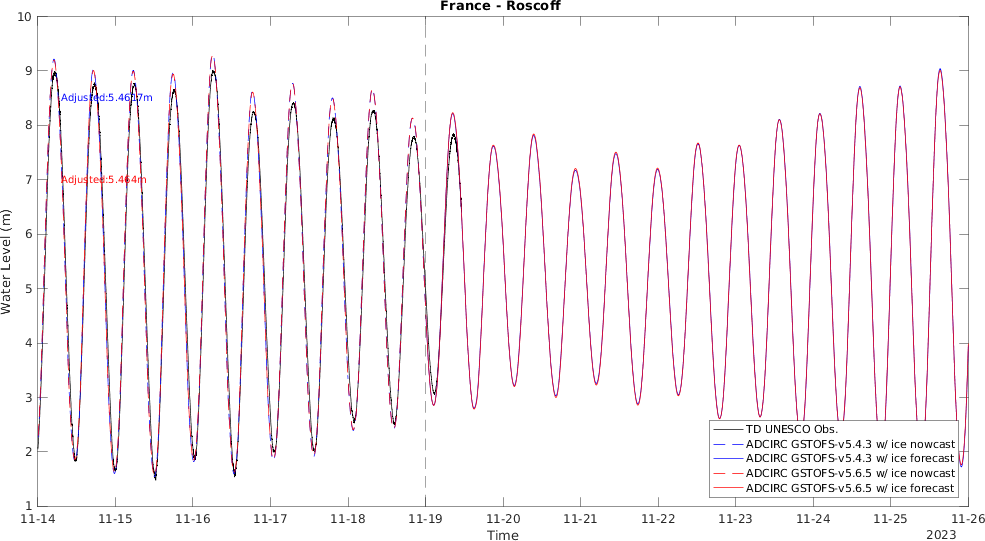 France - Roscoff
10
9
8
7
6
5
4
3
2
1
Water Level (m)
Adjusted:5.4617m
Adjusted:5.464m
TD UNESCO Obs.
ADCIRC GSTOFS-v5.4.3 w/ ice nowcast
ADCIRC GSTOFS-v5.4.3 w/ ice forecast
ADCIRC GSTOFS-v5.6.5 w/ ice nowcast
ADCIRC GSTOFS-v5.6.5 w/ ice forecast
11-14 11-15 11-16 11-17 11-18 11-19 11-20 11-21 11-22 11-23 11-24 11-25 11-26
Time
2023